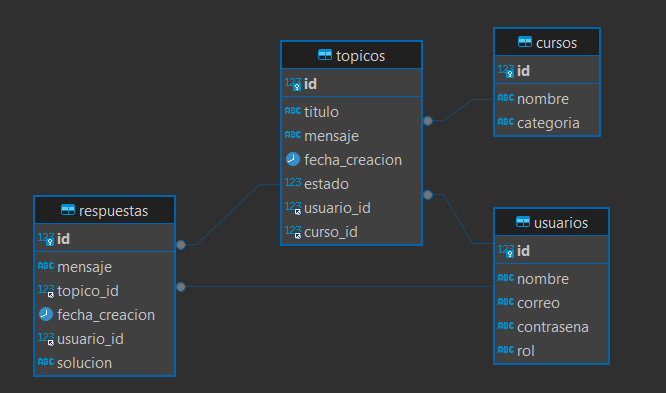 topicos
123 id
ABC titulo
ABC mensaje
fecha_creacion
123 estado
123 usuario_id
123 curso_id
cursos
123 id
ABC nombre
ABC categoria
respuestas
123 id
ABC mensaje
123 topico_id
fecha_creacion
123 usuario_id
ABC solucion
usuarios
123 id
ABC nombre
ABC correo
ABC contrasena
ABC rol